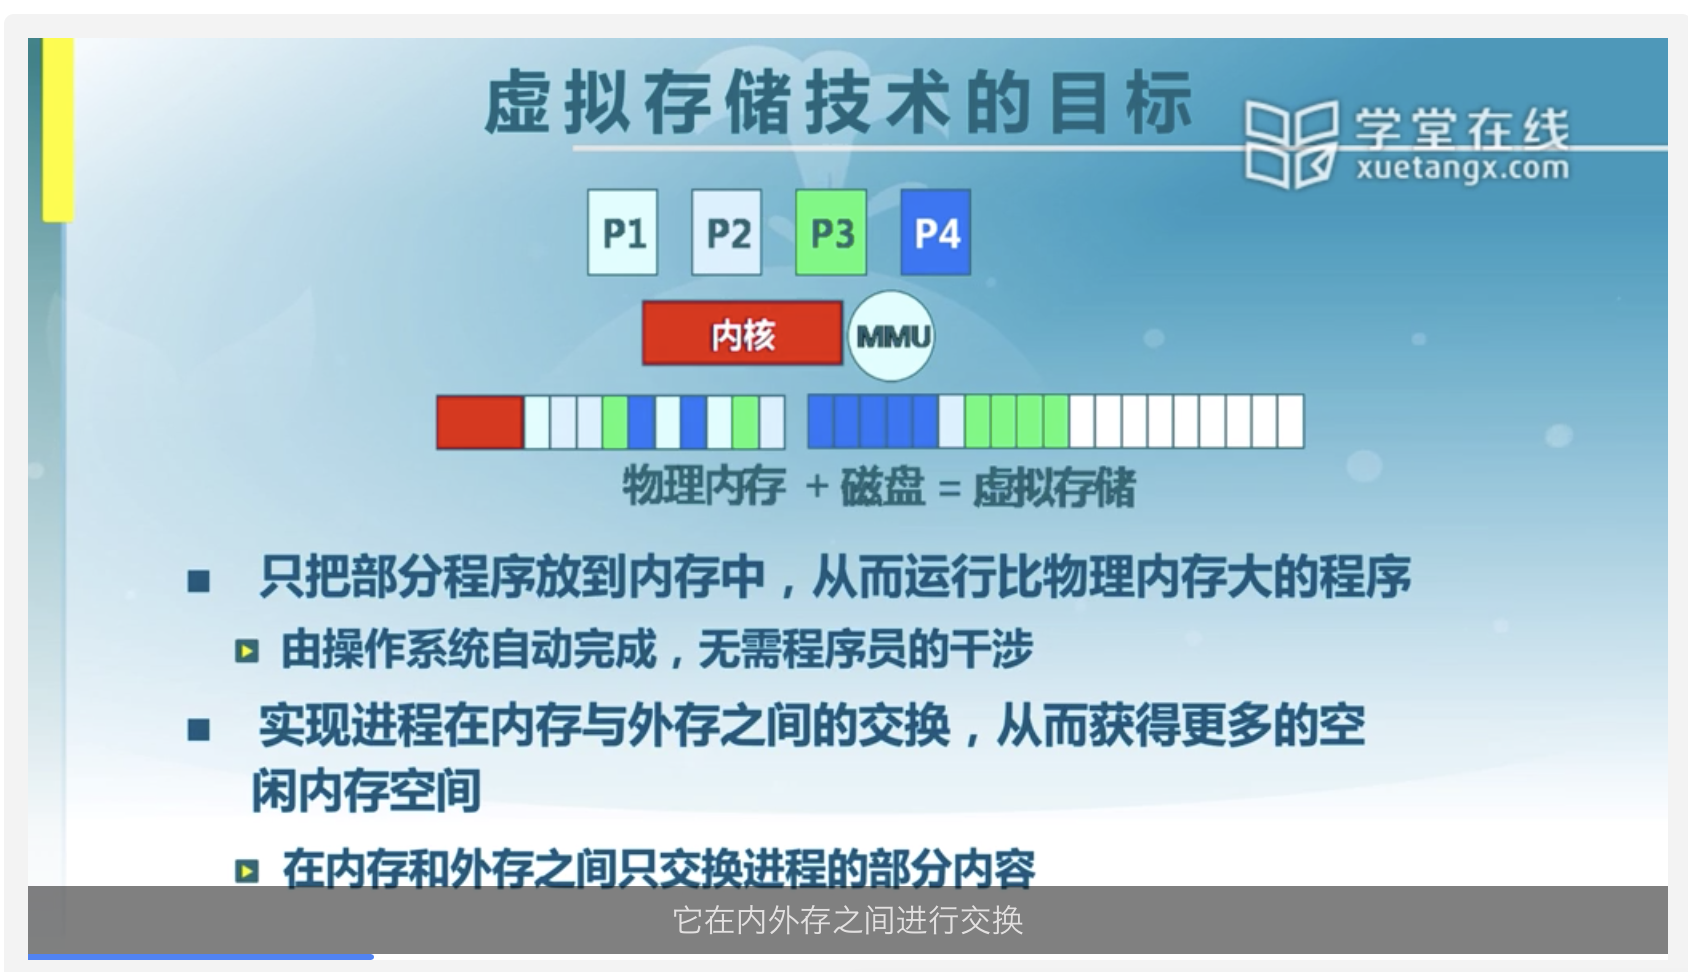 虚拟存储技术的目标
学堂在线
xuetangx.com
P1 P2 P3 P4
内核 MMU
物理内存 + 磁盘 = 虚拟存储
只把部分程序放到内存中，从而运行比物理内存大的程序
由操作系统自动完成，无需程序员的干涉
实现进程在内存与外存之间的交换，从而获得更多的空
闲内存空间
在内存和外存之间只交换进程的部分内容
它在内外存之间进行交换